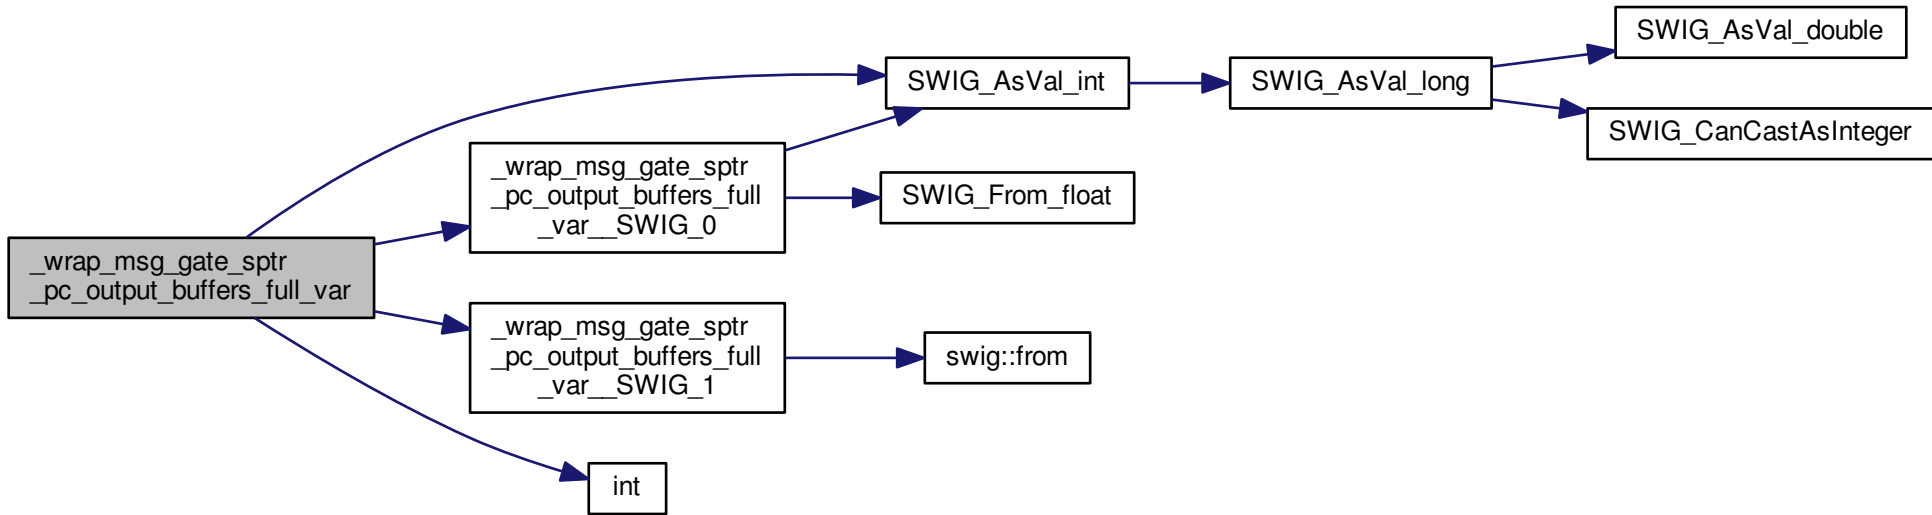 _wrap_msg_gate_sptr
_pc_output_buffers_full_var
_wrap_msg_gate_sptr
_pc_output_buffers_full
_var__SWIG_0
_wrap_msg_gate_sptr
_pc_output_buffers_full
_var__SWIG_1
int
SWIG_AsVal_int
SWIG_From_float
swig::from
SWIG_AsVal_long
SWIG_AsVal_double
SWIG_CanCastAsInteger